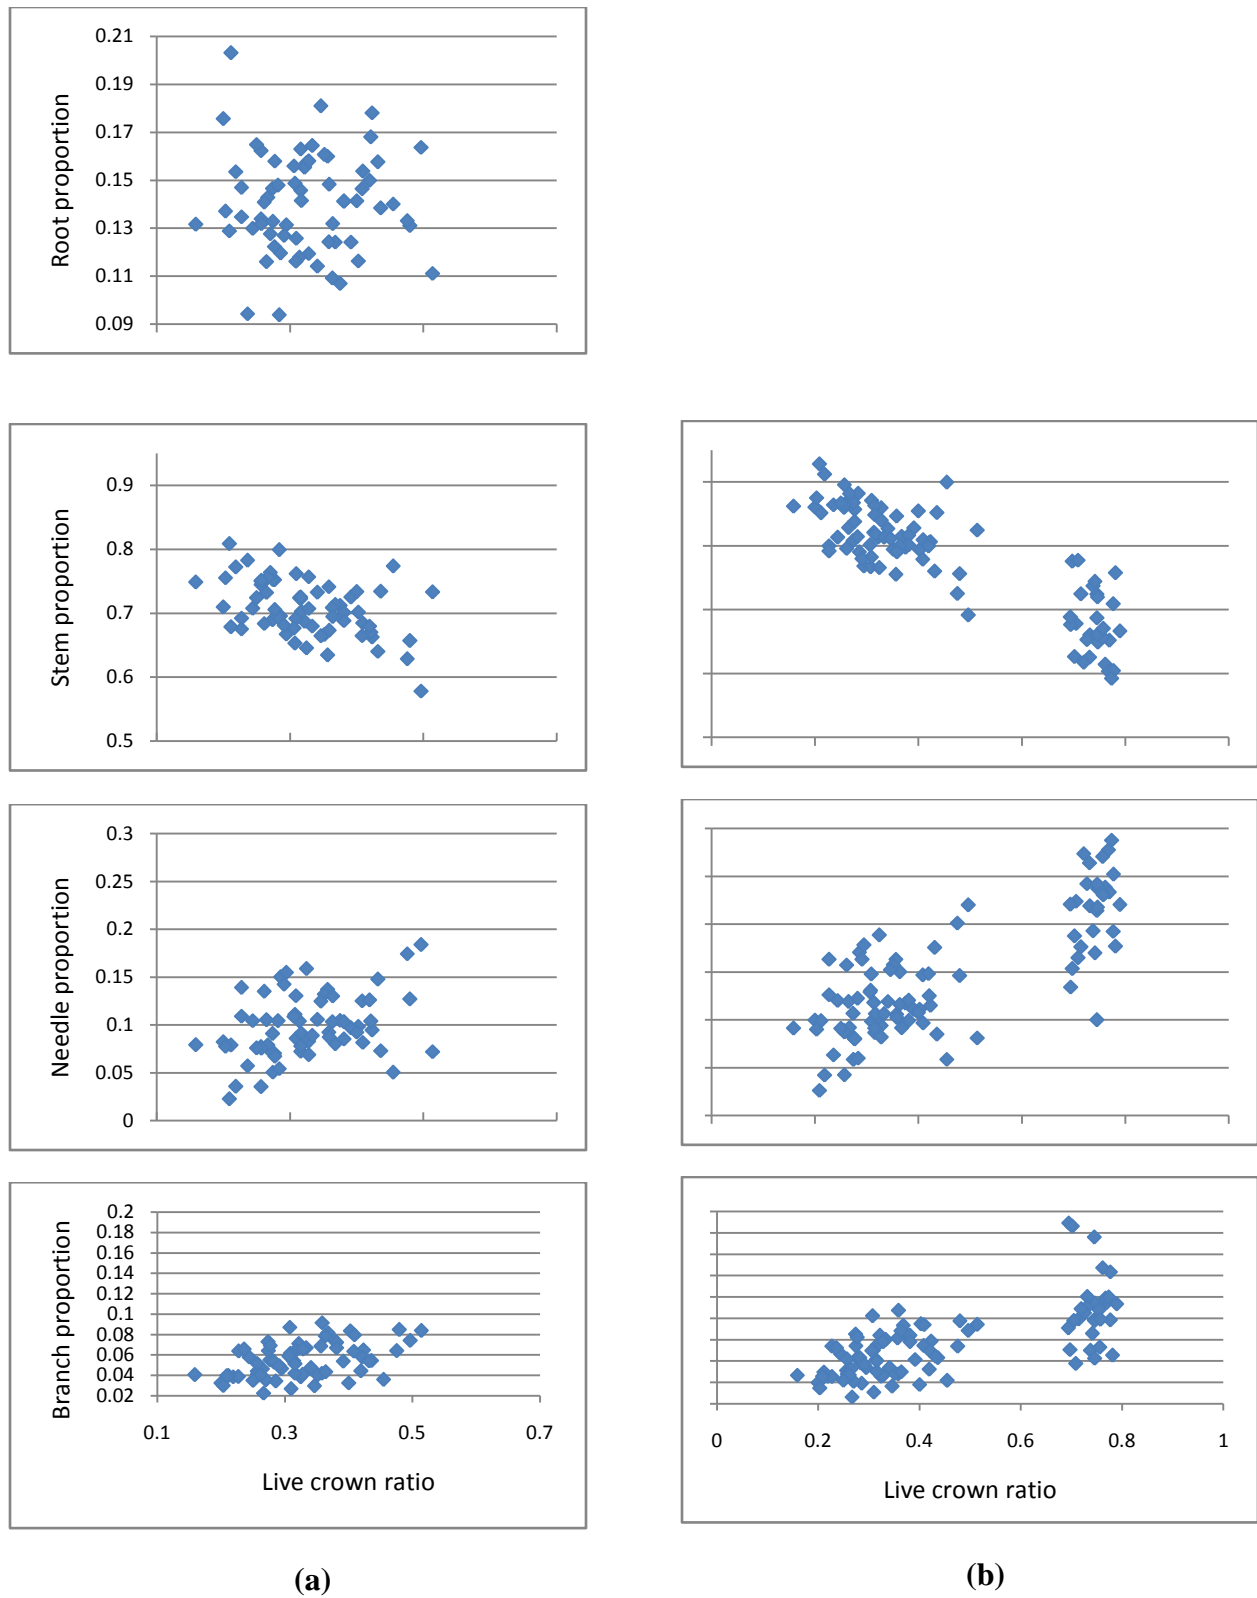 0.21
0.19
0.17
0.15
0.13
0.11
0.09
Root proportion
0.9
0.8
0.7
0.6
0.5
Stem proportion
0.3
0.25
0.2
0.15
0.1
0.05
0
Needle proportion
0.2
0.18
0.16
0.14
0.12
0.1
0.08
0.06
0.04
0.02
Branch proportion
0.1 0.3 0.5 0.7
Live crown ratio
0 0.2 0.4 0.6 0.8 1
Live crown ratio
(a)
(b)